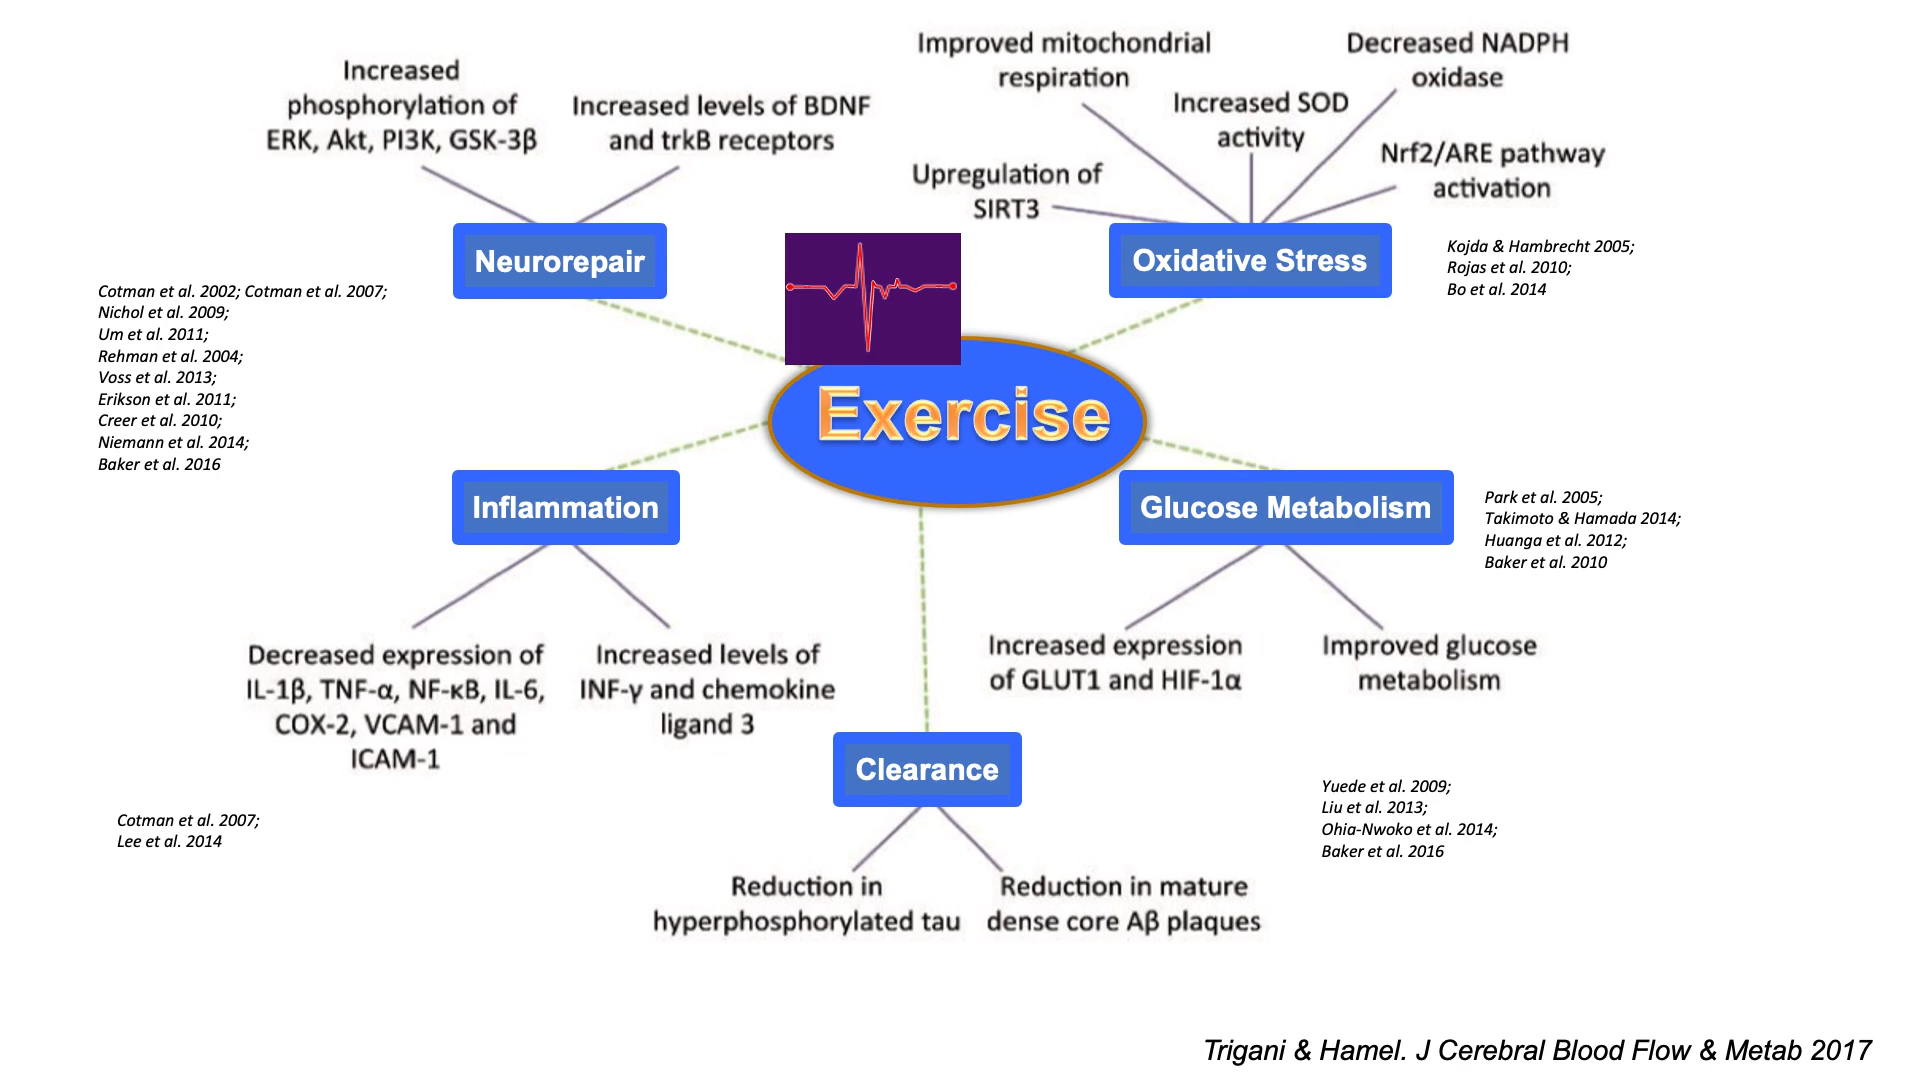 Increased
phosphorylation of
ERK, Akt, PI3K, GSK-3β
Increased levels of BDNF
and trkB receptors
Improved mitochondrial
respiration
Increased SOD
activity
Decreased NADPH
oxidase
Upregulation of
SIRT3
Nrf2/ARE pathway
activation
Neurorepair
Oxidative Stress
Kojda & Hambrecht 2005;
Rojas et al. 2010;
Bo et al. 2014
Cotman et al. 2002; Cotman et al. 2007;
Nichol et al. 2009;
Um et al. 2011;
Rehman et al. 2004;
Voss et al. 2013;
Erikson et al. 2011;
Creer et al. 2010;
Niemann et al. 2014;
Baker et al. 2016
Exercise
Inflammation
Glucose Metabolism
Park et al. 2005;
Takimoto & Hamada 2014;
Huanga et al. 2012;
Baker et al. 2010
Decreased expression of
IL-1β, TNF-α, NF-κB, IL-6,
COX-2, VCAM-1 and
ICAM-1
Increased levels of
INF-γ and chemokine
ligand 3
Increased expression
of GLUT1 and HIF-1α
Improved glucose
metabolism
Clearance
Cotman et al. 2007;
Lee et al. 2014
Yuede et al. 2009;
Liu et al. 2013;
Ohia-Nwoko et al. 2014;
Baker et al. 2016
Reduction in
hyperphosphorylated tau
Reduction in mature
dense core Aβ plaques
Trigani & Hamel. J Cerebral Blood Flow & Metab 2017